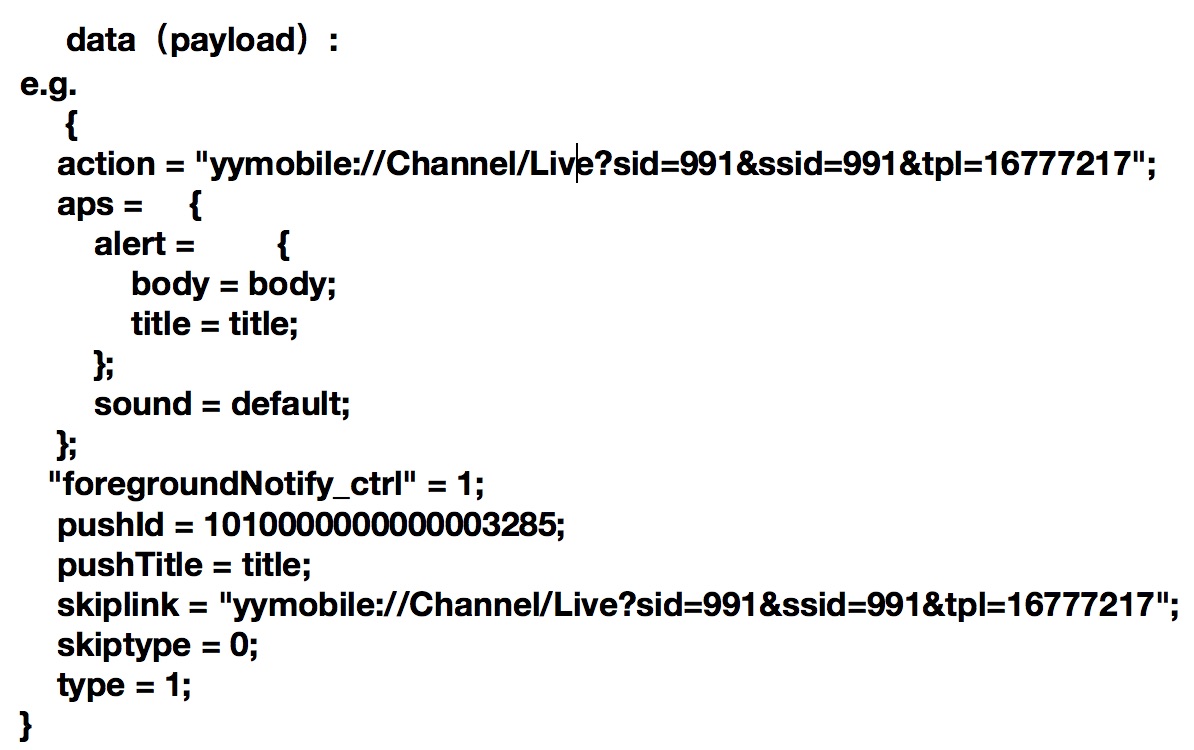 data（payload）:
e.g.
{
action = "yymobile://Channel/Live?sid=991&ssid=991&tpl=16777217";
aps = {
alert = {
body = body;
title = title;
};
sound = default;
};
"foregroundNotify_ctrl" = 1;
pushId = 10100000000000003285;
pushTitle = title;
skiplink = "yymobile://Channel/Live?sid=991&ssid=991&tpl=16777217";
skiptype = 0;
type = 1;
}